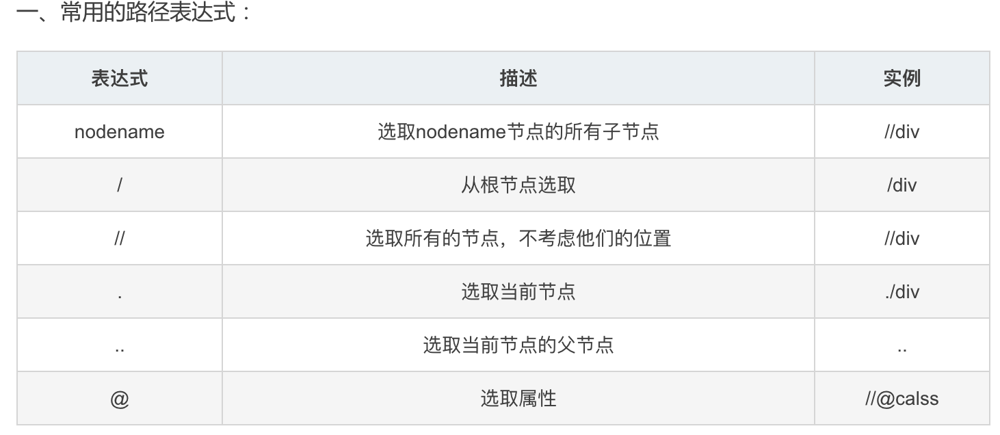 一、常用的路径表达式：
表达式 描述 实例
nodename 选取nodename节点的所有子节点 //div
/ 从根节点选取 /div
// 选取所有的节点，不考虑他们的位置 //div
. 选取当前节点 ./div
.. 选取当前节点的父节点 ..
@ 选取属性 //@calss